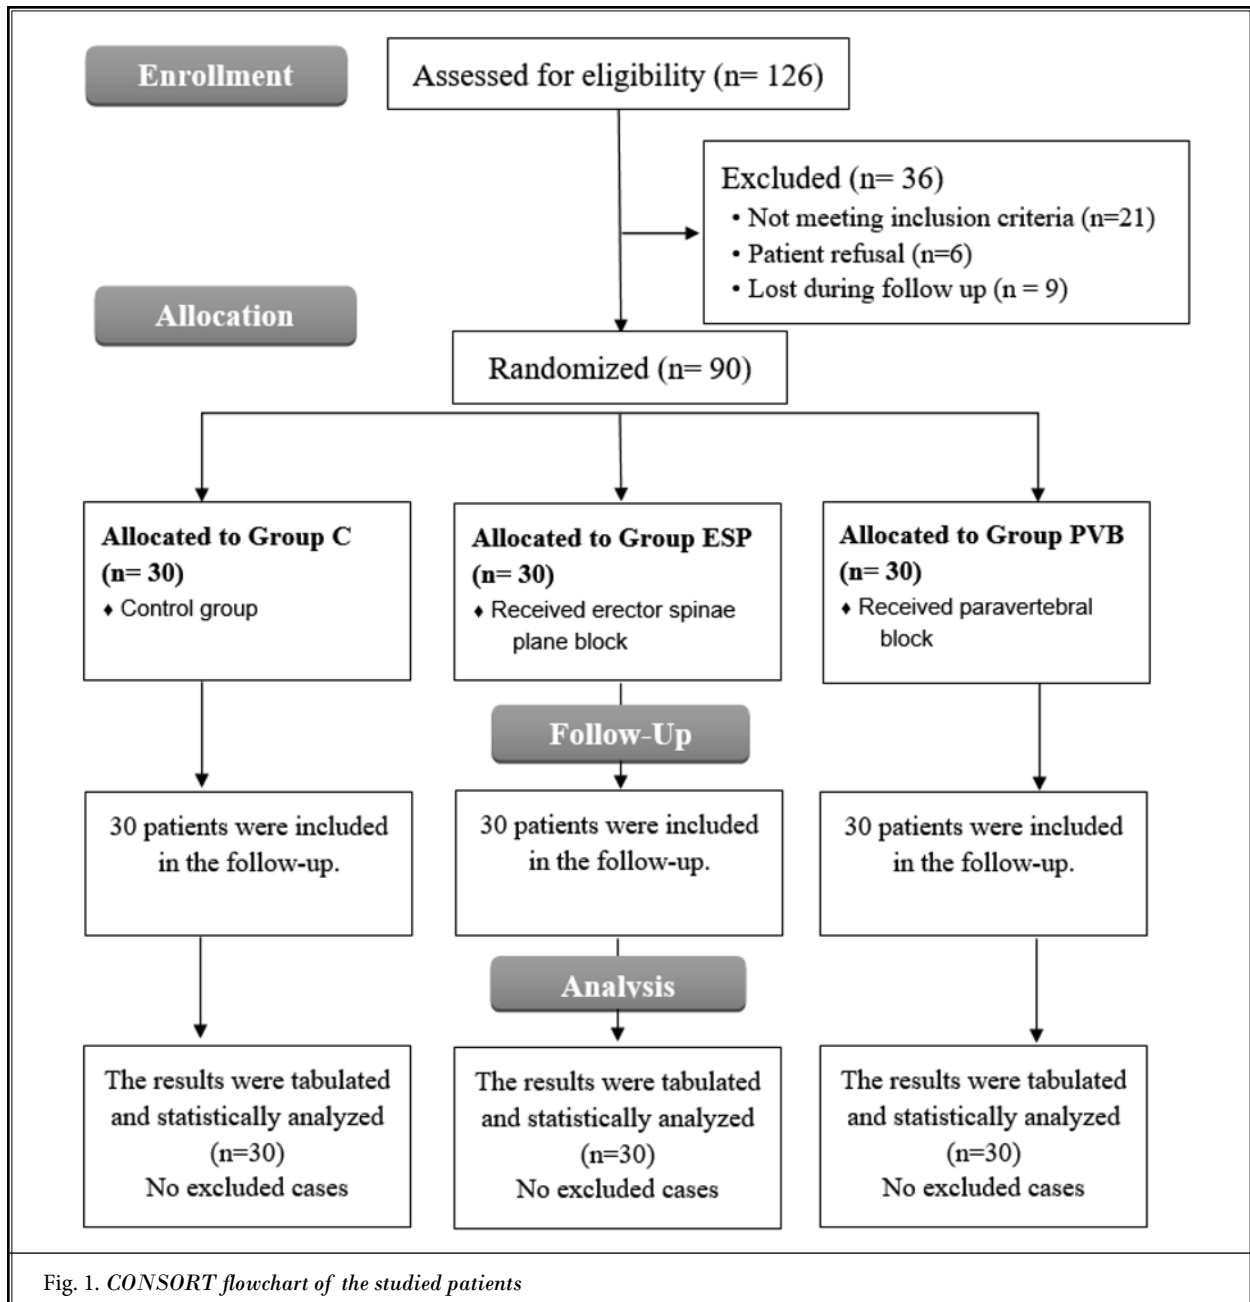 Enrollment
Assessed for eligibility (n= 126)
Excluded (n= 36)
• Not meeting inclusion criteria (n=21)
• Patient refusal (n=6)
• Lost during follow up (n = 9)
Allocation
Randomized (n= 90)
Allocated to Group C
(n= 30)
♦ Control group
Allocated to Group ESP
(n= 30)
♦ Received erector spinae
plane block
Allocated to Group PVB
(n= 30)
♦ Received paravertebral
block
Follow-Up
30 patients were included
in the follow-up.
30 patients were included
in the follow-up.
30 patients were included
in the follow-up.
Analysis
The results were tabulated
and statistically analyzed
(n=30)
No excluded cases
The results were tabulated
and statistically analyzed
(n=30)
No excluded cases
The results were tabulated
and statistically analyzed
(n=30)
No excluded cases
Fig. 1. CONSORT flowchart of the studied patients